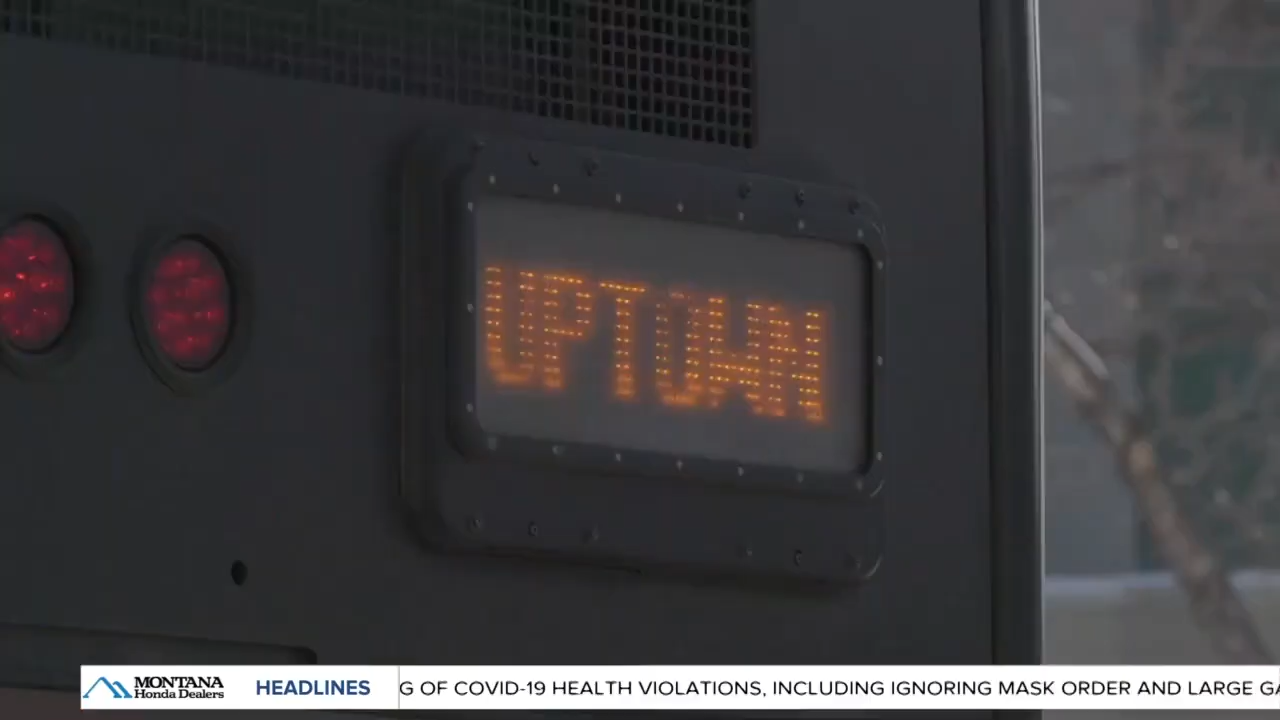 UPTOWN
MONTANA
Honda Dealers
HEADLINES
G OF COVID-19 HEALTH VIOLATIONS, INCLUDING IGNORING MASK ORDER AND LARGE GA